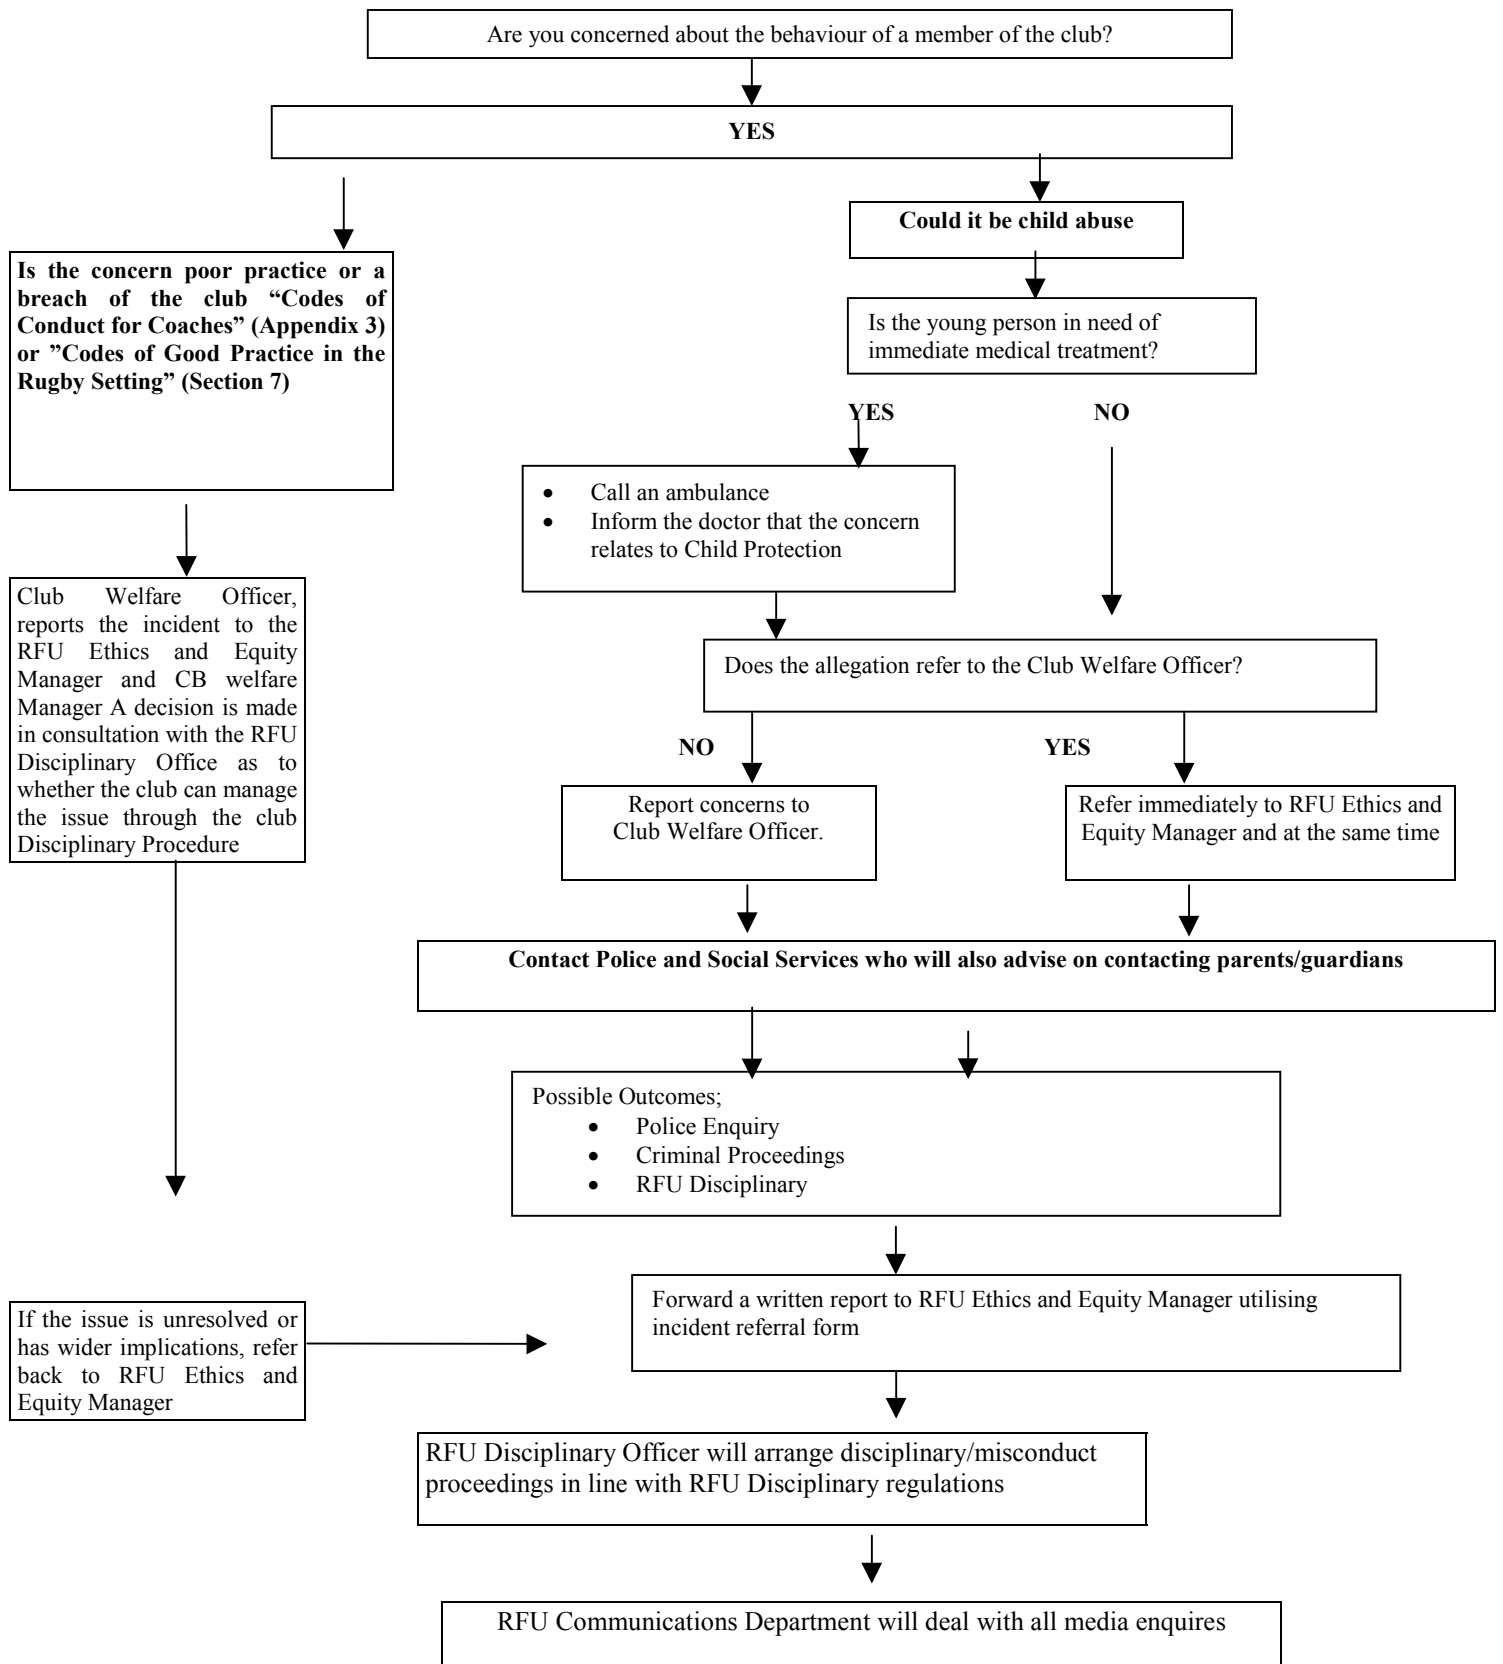 Are you concerned about the behaviour of a member of the club?
YES
Could it be child abuse
Is the concern poor practice or a
breach of the club “Codes of
Conduct for Coaches” (Appendix 3)
or ”Codes of Good Practice in the
Rugby Setting” (Section 7)
Is the young person in need of
immediate medical treatment?
YES
NO
• Call an ambulance
• Inform the doctor that the concern
relates to Child Protection
Club Welfare Officer,
reports the incident to the
RFU Ethics and Equity
Manager and CB welfare
Manager A decision is made
in consultation with the RFU
Disciplinary Office as to
whether the club can manage
the issue through the club
Disciplinary Procedure
Does the allegation refer to the Club Welfare Officer?
NO
YES
Report concerns to
Club Welfare Officer.
Refer immediately to RFU Ethics and
Equity Manager and at the same time
Contact Police and Social Services who will also advise on contacting parents/guardians
Possible Outcomes;
• Police Enquiry
• Criminal Proceedings
• RFU Disciplinary
If the issue is unresolved or
has wider implications, refer
back to RFU Ethics and
Equity Manager
Forward a written report to RFU Ethics and Equity Manager utilising
incident referral form
RFU Disciplinary Officer will arrange disciplinary/misconduct
proceedings in line with RFU Disciplinary regulations
RFU Communications Department will deal with all media enquires